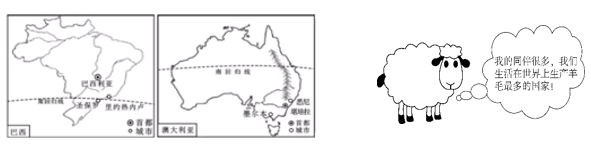 巴西利亚
南回归线
圣保罗
里约热内卢
巴西
首都
城市
南回归线
悉尼
堪培拉
墨尔本
澳大利亚
首都
城市
我的同伴很多，我们
生活在世界上生产羊
毛最多的国家！